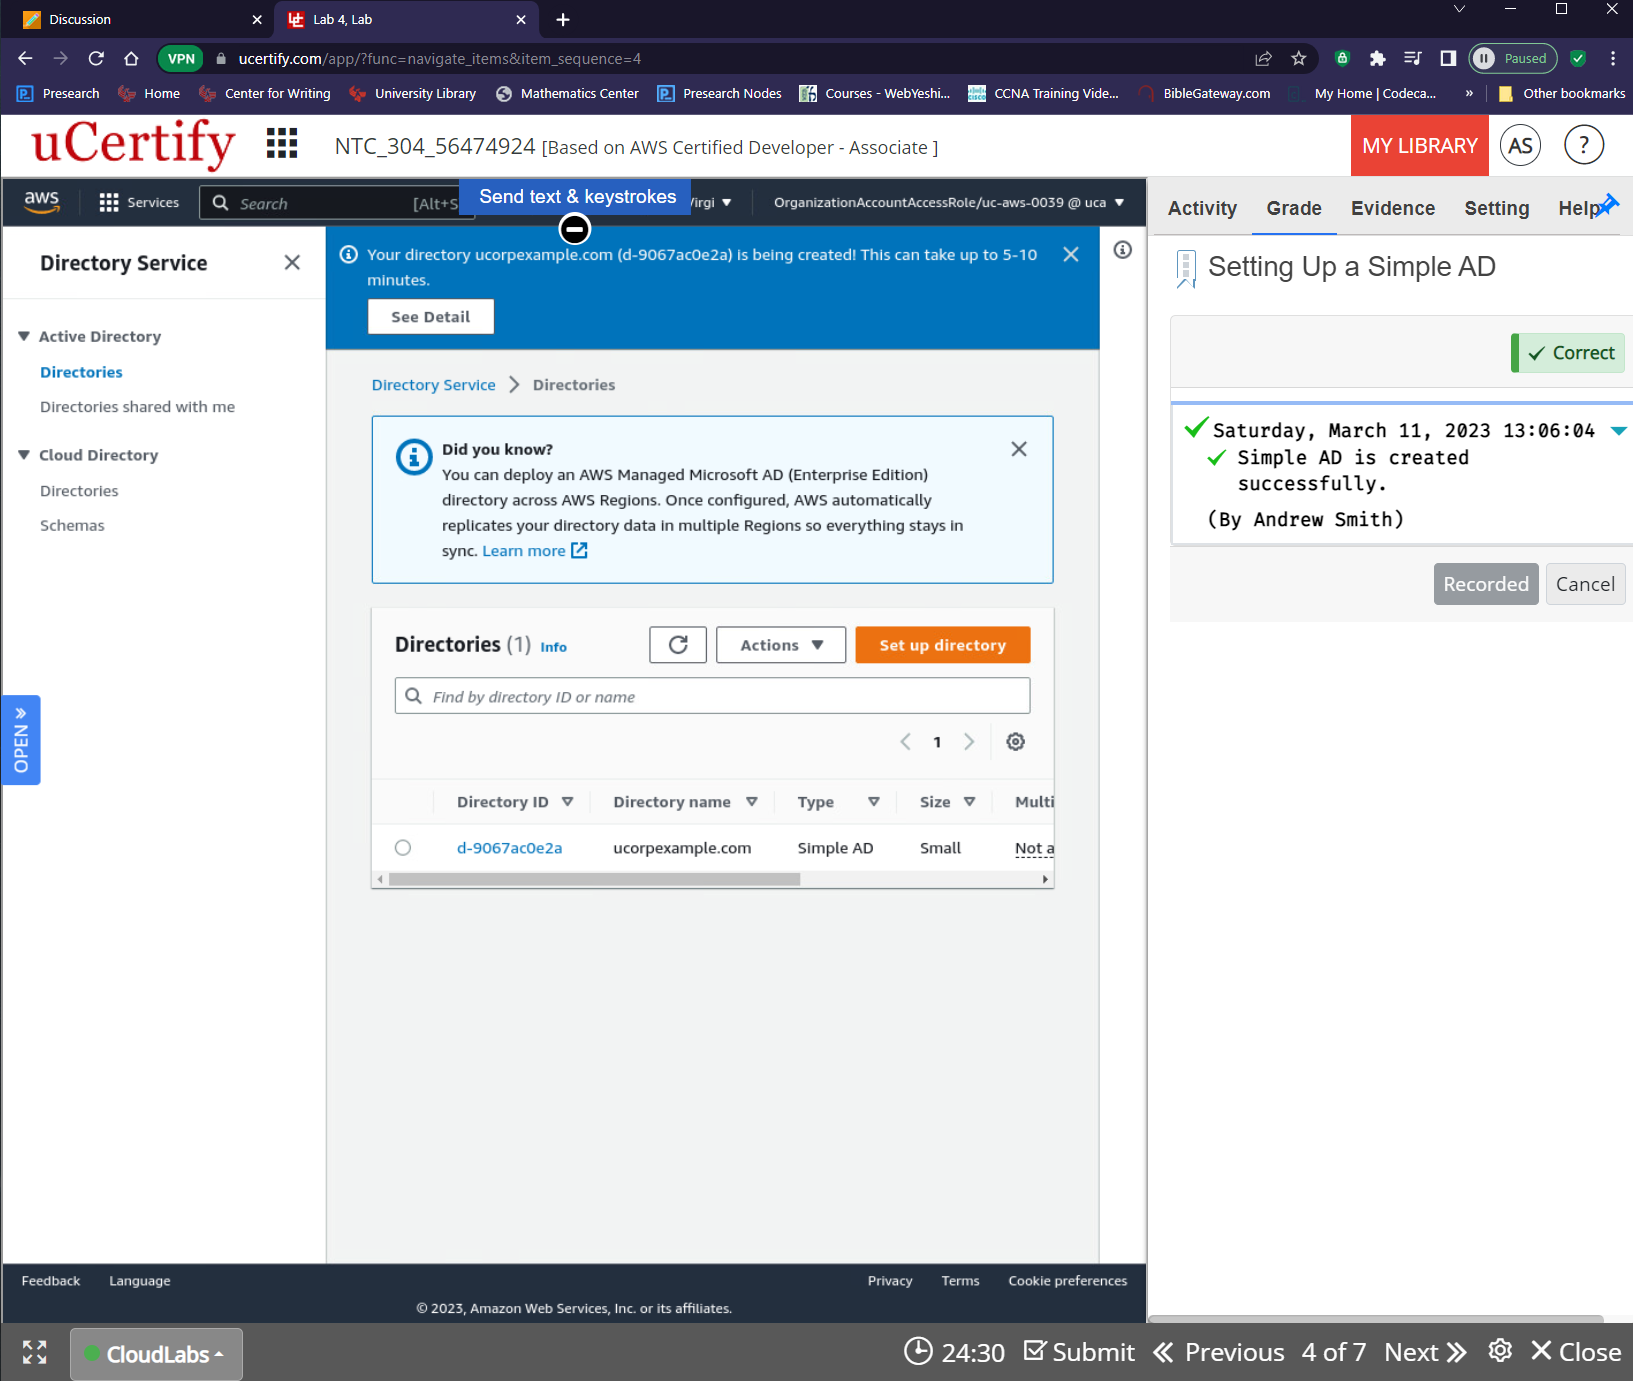 Discussion
Lab 4, Lab
VPN
ucertify.com/app/?func=navigate_items&item_sequence=4
Paused
Presearch
Home
Center for Writing
University Library
Mathematics Center
Presearch Nodes
Courses - WebYeshi...
CCNA Training Vide...
BibleGateway.com
My Home | Codeca...
»
Other bookmarks
uCertify
NTC_304_56474924 [Based on AWS Certified Developer - Associate ]
MY LIBRARY
AS
?
aws
Services
Search
[Alt+S
Send text & keystrokes
OrganizationAccountAccessRole/uc-aws-0039 @ uca
Activity
Grade
Evidence
Setting
Help
Directory Service
Active Directory
Directories
Directories shared with me
Cloud Directory
Directories
Schemas
OPEN »
Your directory ucorpexample.com (d-9067ac0e2a) is being created! This can take up to 5-10
minutes.
See Detail
Directory Service > Directories
Did you know?
You can deploy an AWS Managed Microsoft AD (Enterprise Edition)
directory across AWS Regions. Once configured, AWS automatically
replicates your directory data in multiple Regions so everything stays in
sync. Learn more
Directories (1) Info
Actions
Set up directory
Find by directory ID or name
1
Directory ID
Directory name
Type
Size
Multi
d-9067ac0e2a
ucorpexample.com
Simple AD
Small
Not a
Setting Up a Simple AD
Correct
Saturday, March 11, 2023 13:06:04
Simple AD is created
successfully.
(By Andrew Smith)
Recorded
Cancel
Feedback
Language
Privacy
Terms
Cookie preferences
© 2023, Amazon Web Services, Inc. or its affiliates.
CloudLabs
24:30
Submit
Previous
4 of 7
Next
Close